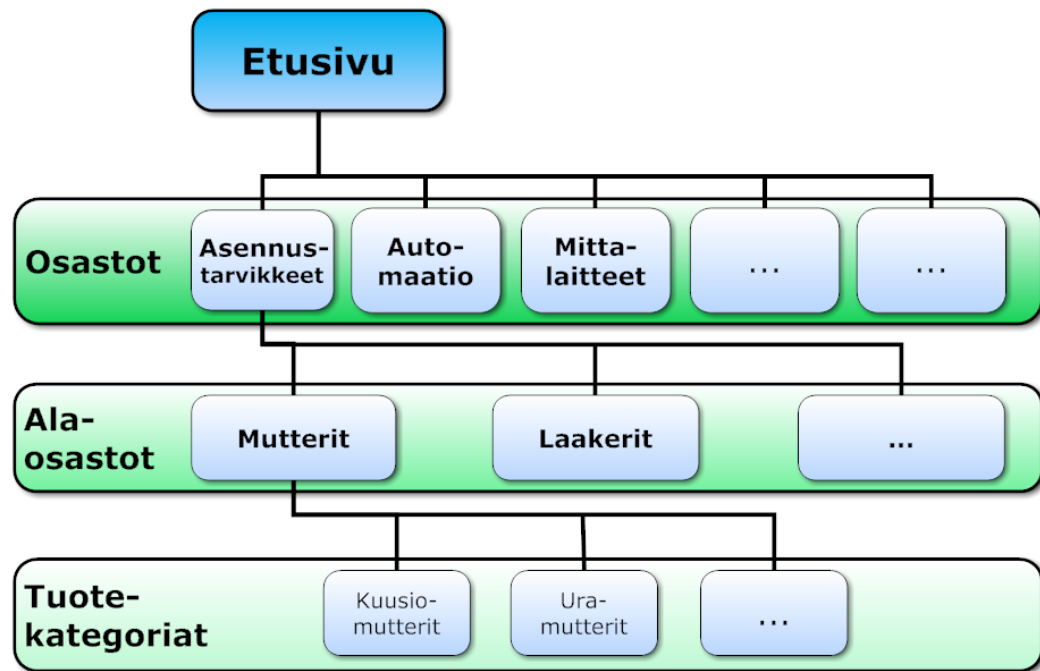 Etusivu
Osastot
Asennus-
tarvikkeet
Auto-
maatio
Mitta-
laitteet
...
...
Ala-
osastot
Mutterit
Laakerit
...
Tuote-
kategoriat
Kuusio-
mutterit
Ura-
mutterit
...